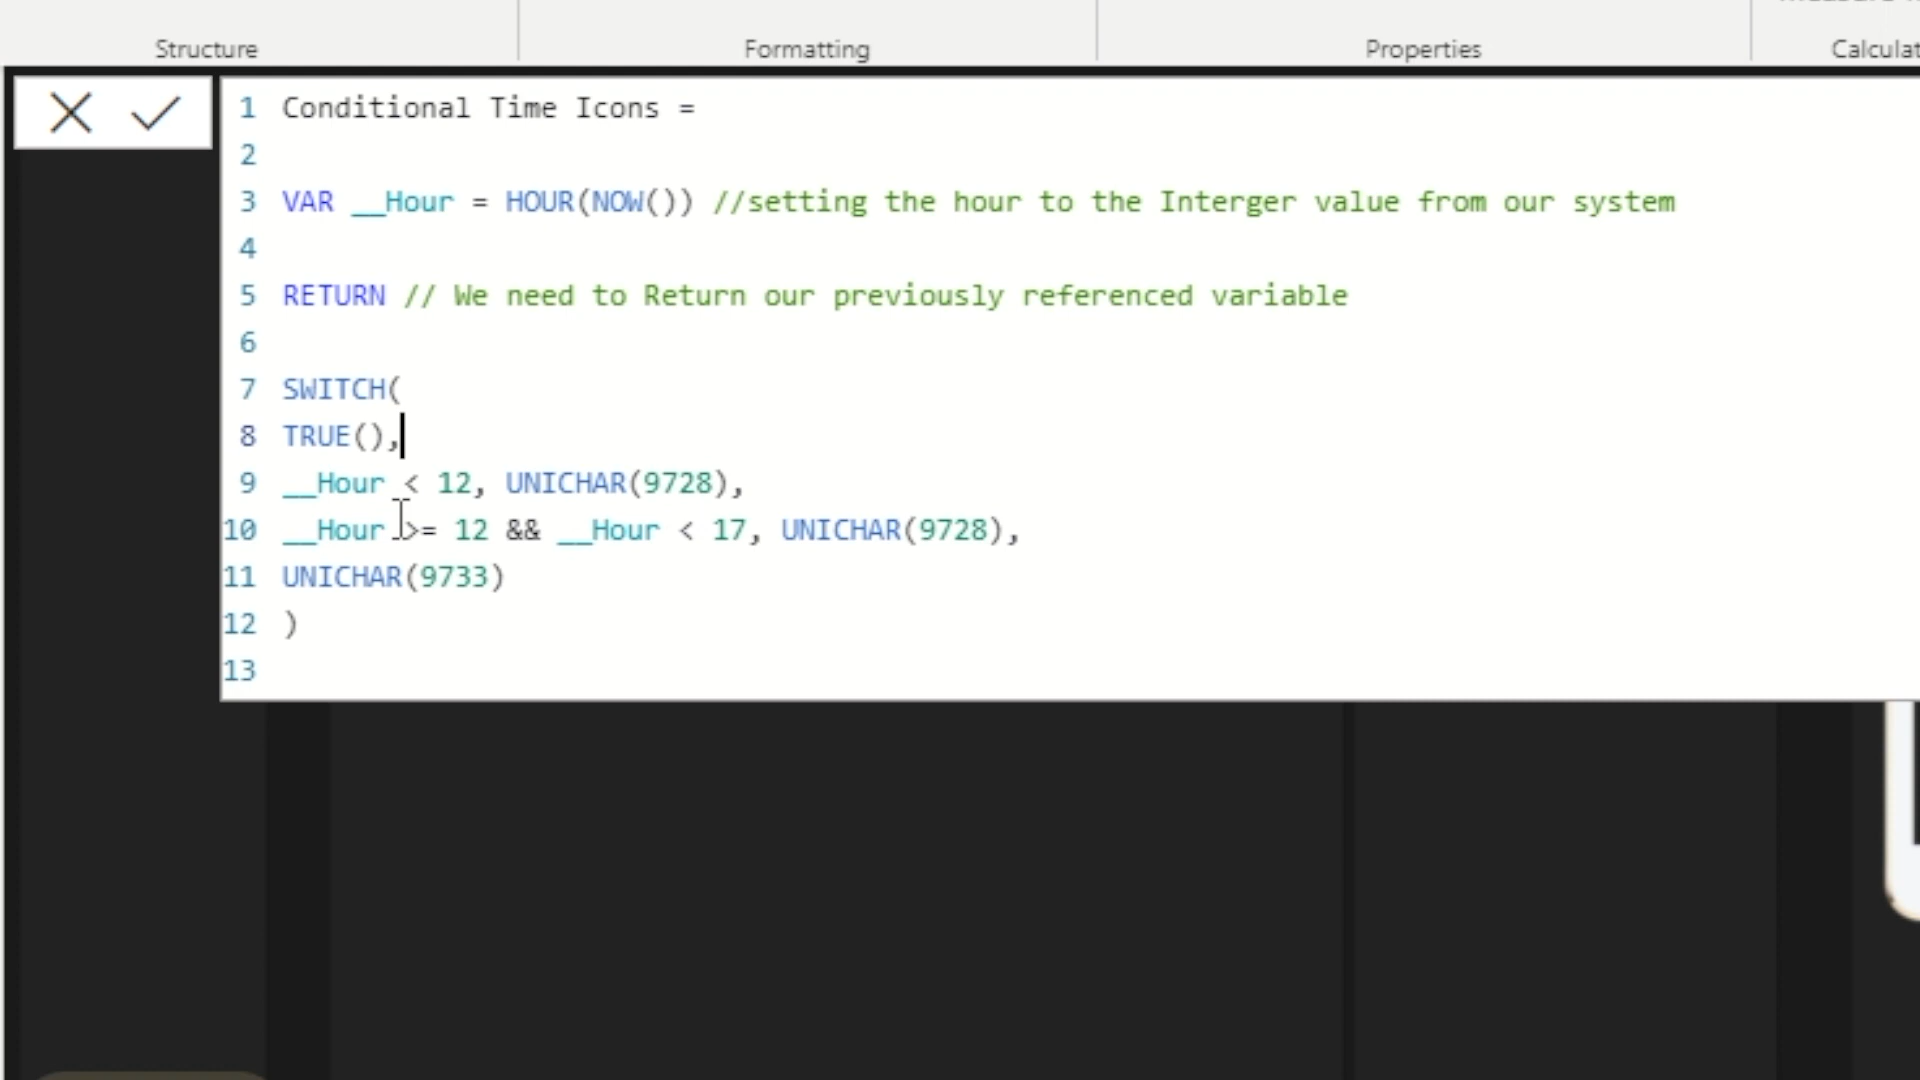 Structure
Formatting
Properties
1 Conditional Time Icons =
2
3 VAR __Hour = HOUR(NOW()) //setting the hour to the Interger value from our system
4
5 RETURN // We need to Return our previously referenced variable
6
7 SWITCH(
8 TRUE(),
9 __Hour < 12, UNICHAR(9728),
10 __Hour >= 12 && __Hour < 17, UNICHAR(9728),
11 UNICHAR(9733)
12 )
13